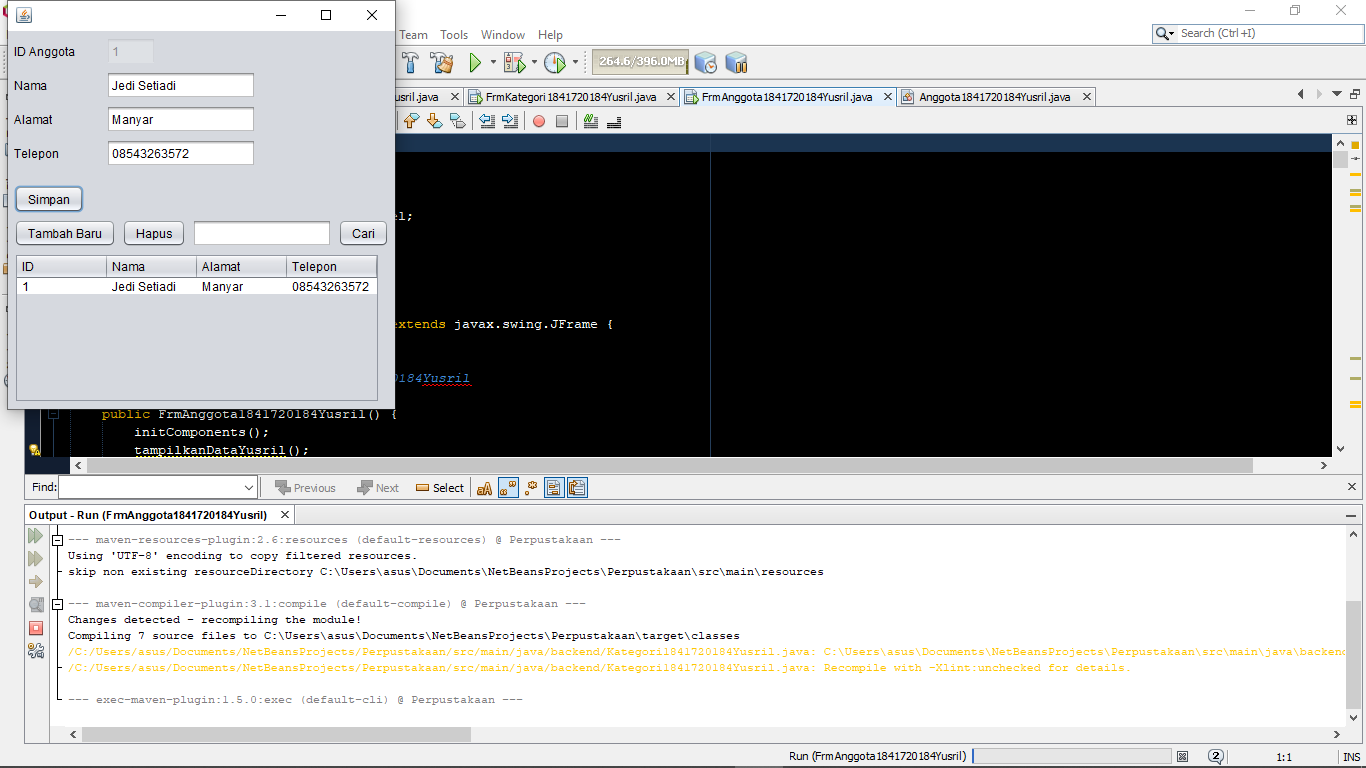 ID Anggota 1
Nama Jedi Setiadi
Alamat Manyar
Telepon 08543263572
Simpan
Tambah Baru Hapus Cari
ID Nama Alamat Telepon
1 Jedi Setiadi Manyar 08543263572
Team Tools Window Help
Search (Ctrl+I)
264.6/396.0MB
usril.java FrmKategori1841720184Yusril.java FrmAnggota1841720184Yusril.java Anggota1841720184Yusril.java
el;
extends javax.swing.JFrame {
0184Yusril
public FrmAnggota1841720184Yusril() {
initComponents();
tampilkanDataYusril();
Find: Previous Next Select
Output - Run (FrmAnggota1841720184Yusril)
--- maven-resources-plugin:2.6:resources (default-resources) @ Perpustakaan ---
Using 'UTF-8' encoding to copy filtered resources.
skip non existing resourceDirectory C:\Users\asus\Documents\NetBeansProjects\Perpustakaan\src\main\resources
--- maven-compiler-plugin:3.1:compile (default-compile) @ Perpustakaan ---
Changes detected - recompiling the module!
Compiling 7 source files to C:\Users\asus\Documents\NetBeansProjects\Perpustakaan\target\classes
/C:/Users/asus/Documents/NetBeansProjects/Perpustakaan/src/main/java/backend/Kategori1841720184Yusril.java: C:\Users\asus\Documents\NetBeansProjects\Perpustakaan\src\main\java\backend
/C:/Users/asus/Documents/NetBeansProjects/Perpustakaan/src/main/java/backend/Kategori1841720184Yusril.java: Recompile with -Xlint:unchecked for details.
--- exec-maven-plugin:1.5.0:exec (default-cli) @ Perpustakaan ---
Run (FrmAnggota1841720184Yusril) 2 1:1 INS